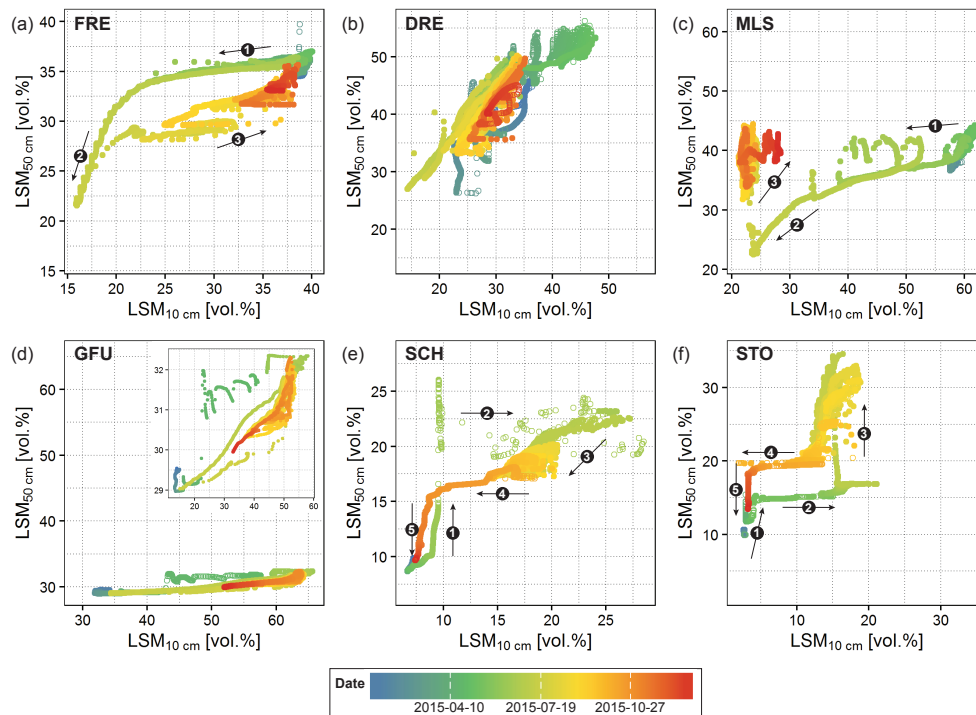 (a) FRE
40
35
30
25
20
15
15 20 25 30 35 40
LSM50 cm [vol.%]
LSM10 cm [vol.%]
1
2
3
(b) DRE
50
40
30
20
20 30 40 50
LSM50 cm [vol.%]
LSM10 cm [vol.%]
(c) MLS
60
50
40
30
20
20 30 40 50 60
LSM50 cm [vol.%]
LSM10 cm [vol.%]
1
2
3
(d) GFU
60
50
40
30
30 40 50 60
LSM50 cm [vol.%]
LSM10 cm [vol.%]
32
31
30
29
20 30 40 50 60
(e) SCH
25
20
15
10
10 15 20 25
LSM50 cm [vol.%]
LSM10 cm [vol.%]
2
3
4
5
1
(f) STO
30
20
10
10 20 30
LSM50 cm [vol.%]
LSM10 cm [vol.%]
3
4
5
2
1
Date
2015-04-10 2015-07-19 2015-10-27